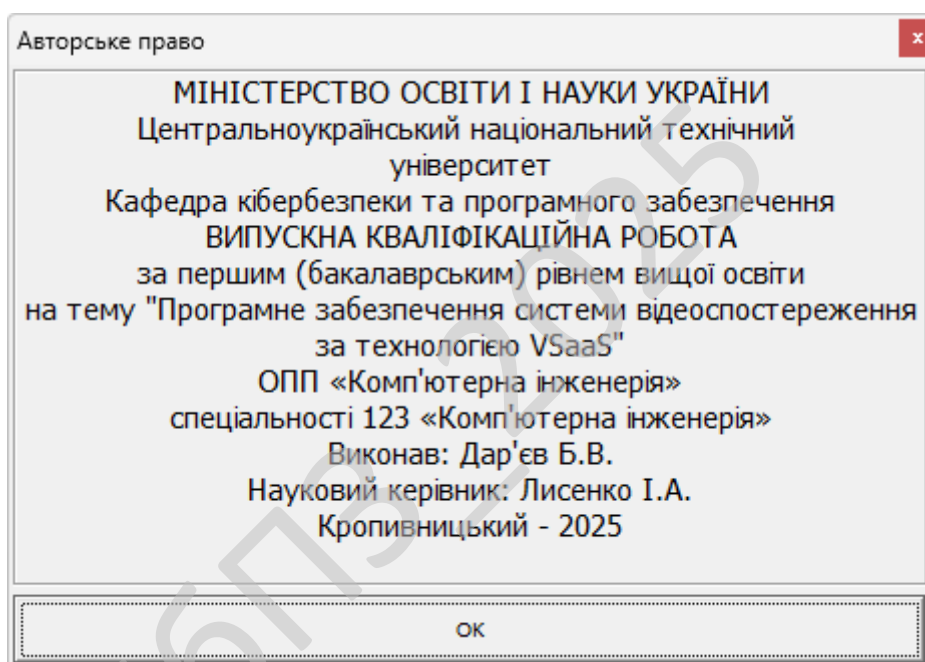 Авторське право
x
МІНІСТЕРСТВО ОСВІТИ І НАУКИ УКРАЇНИ
Центральноукраїнський національний технічний
університет
Кафедра кібербезпеки та програмного забезпечення
ВИПУСКНА КВАЛІФІКАЦІЙНА РОБОТА
за першим (бакалаврським) рівнем вищої освіти
на тему "Програмне забезпечення системи відеоспостереження
за технологією VSaaS"
ОПП «Комп'ютерна інженерія»
спеціальності 123 «Комп'ютерна інженерія»
Виконав: Дар'єв Б.В.
Науковий керівник: Лисенко І.А.
Кропивницький - 2025
ОК
бПЗ_2025